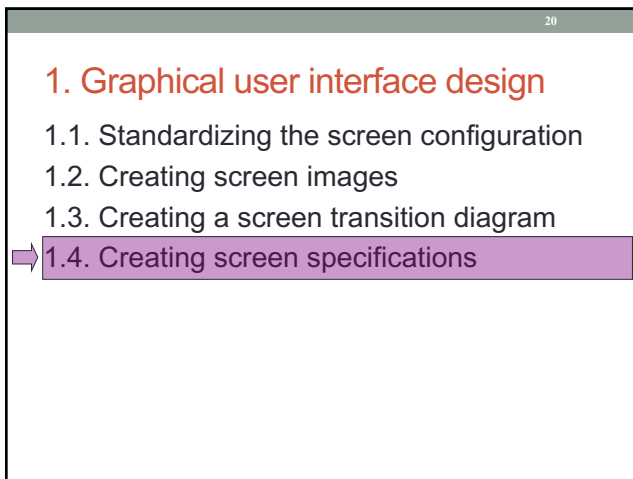 20
1. Graphical user interface design
1.1. Standardizing the screen configuration
1.2. Creating screen images
1.3. Creating a screen transition diagram
1.4. Creating screen specifications